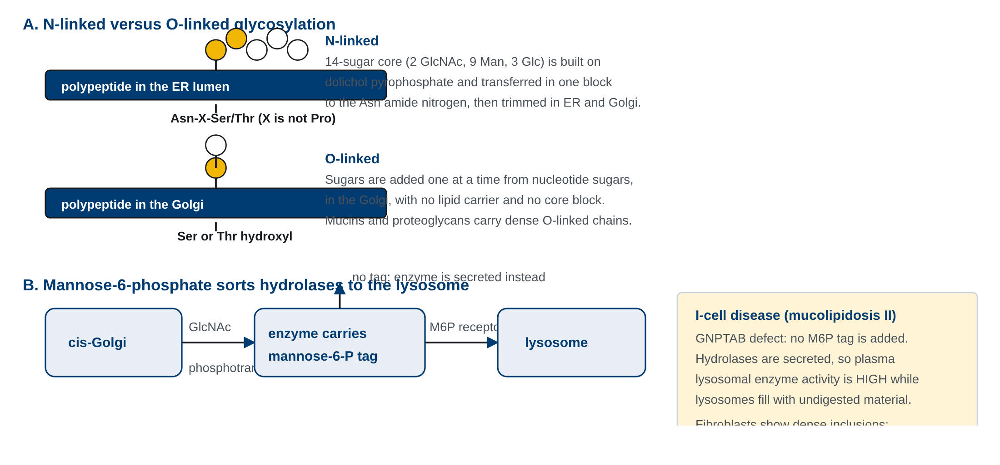 A. N-linked versus O-linked glycosylation
N-linked
14-sugar core (2 GlcNAc, 9 Man, 3 Glc) is built on
dolichol pyrophosphate and transferred in one block
to the Asn amide nitrogen, then trimmed in ER and Golgi.
polypeptide in the ER lumen
Asn-X-Ser/Thr (X is not Pro)
O-linked
Sugars are added one at a time from nucleotide sugars,
in the Golgi, with no lipid carrier and no core block.
Mucins and proteoglycans carry dense O-linked chains.
polypeptide in the Golgi
Ser or Thr hydroxyl
no tag: enzyme is secreted instead
B. Mannose-6-phosphate sorts hydrolases to the lysosome
cis-Golgi
GlcNAc
phosphotran
enzyme carries
mannose-6-P tag
M6P recepto
lysosome
I-cell disease (mucolipidosis II)
GNPTAB defect: no M6P tag is added.
Hydrolases are secreted, so plasma
lysosomal enzyme activity is HIGH while
lysosomes fill with undigested material.
Fibroblasts show dense inclusions: